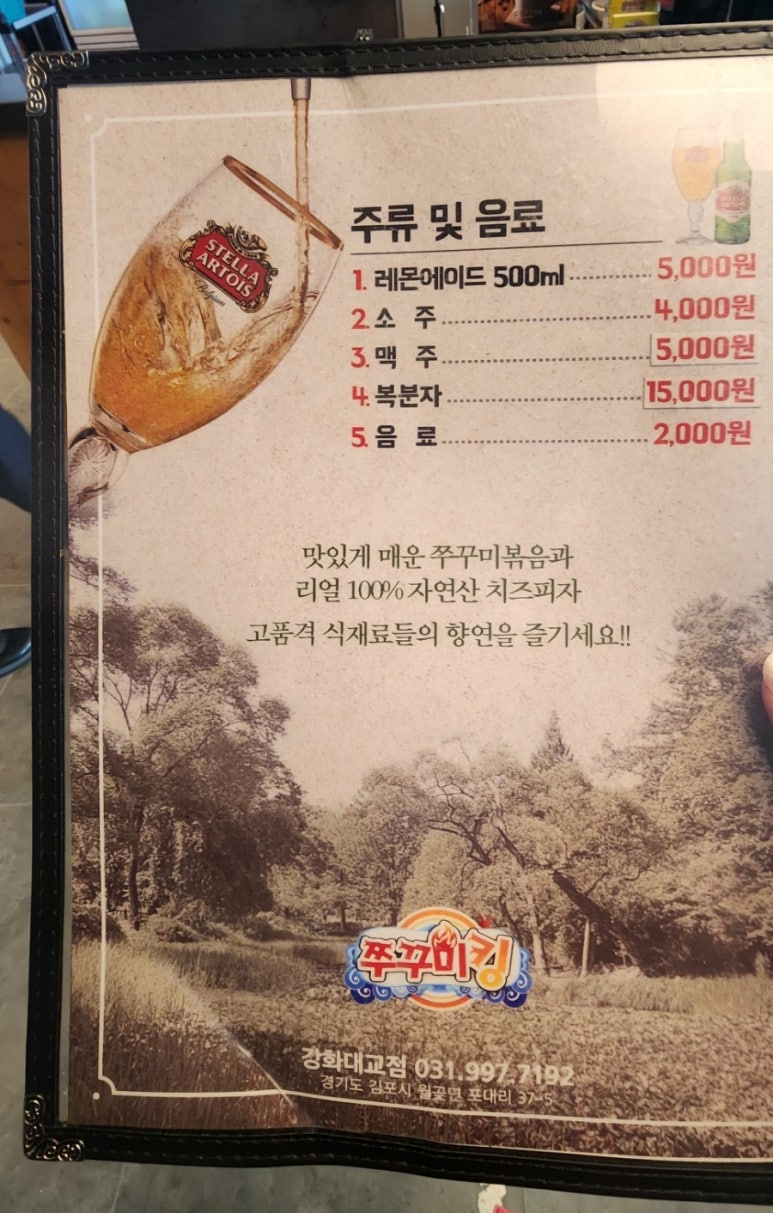 STELLA
ARTOIS
Belgium
주류 및 음료
1. 레몬에이드 500ml 5,000원
2. 소 주 4,000원
3. 맥 주 5,000원
4. 복분자 15,000원
5. 음 료 2,000원
맛있게 매운 쭈꾸미볶음과
리얼 100% 자연산 치즈피자
고품격 식재료들의 향연을 즐기세요!!
쭈꾸미킹
강화대교점 031.997.7192
경기도 김포시 월곶면 포내리 37-5